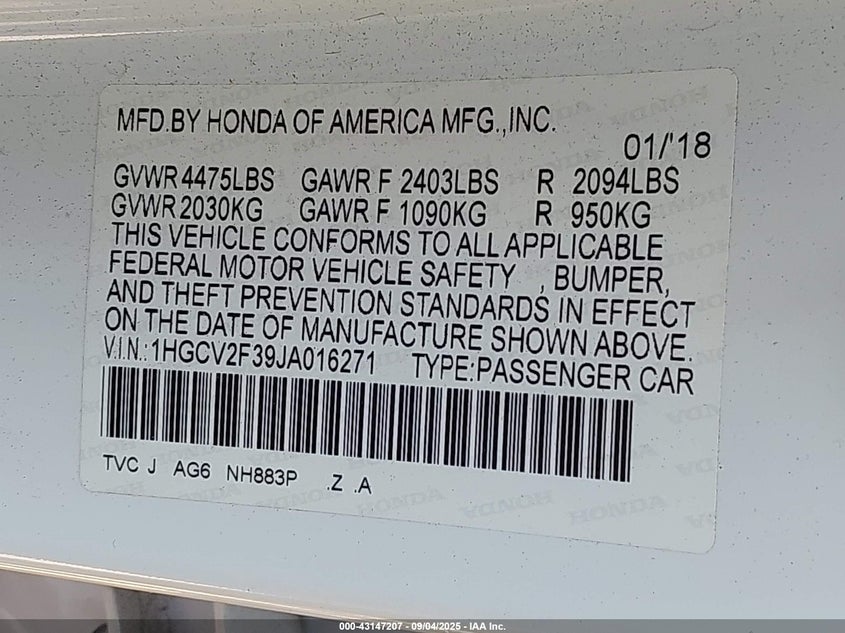 MFD.BY HONDA OF AMERICA MFG.,INC.
01/'18
GVWR 4475LBS GAWR F 2403LBS R 2094LBS
GVWR 2030KG GAWR F 1090KG R 950KG
THIS VEHICLE CONFORMS TO ALL APPLICABLE
FEDERAL MOTOR VEHICLE SAFETY , BUMPER,
AND THEFT PREVENTION STANDARDS IN EFFECT
ON THE DATE OF MANUFACTURE SHOWN ABOVE.
V.I.N.:1HGCV2F39JA016271 TYPE:PASSENGER CAR
TVC J AG6 NH883P .Z .A
HONDA HONDA HONDA
000-43147207 - 09/04/2025 - IAA Inc.